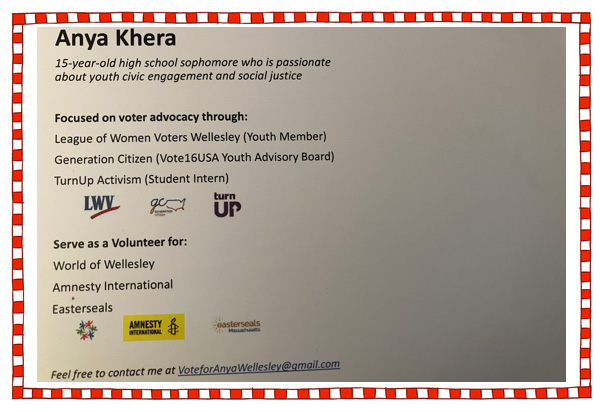 Anya Khera
15-year-old high school sophomore who is passionate
about youth civic engagement and social justice
Focused on voter advocacy through:
League of Women Voters Wellesley (Youth Member)
Generation Citizen (Vote16USA Youth Advisory Board)
TurnUp Activism (Student Intern)
LWV
gc
turn
UP
Serve as a Volunteer for:
World of Wellesley
Amnesty International
Easterseals
AMNESTY
INTERNATIONAL
easterseals
Massachusetts
Feel free to contact me at VoteforAnyaWellesley@gmail.com